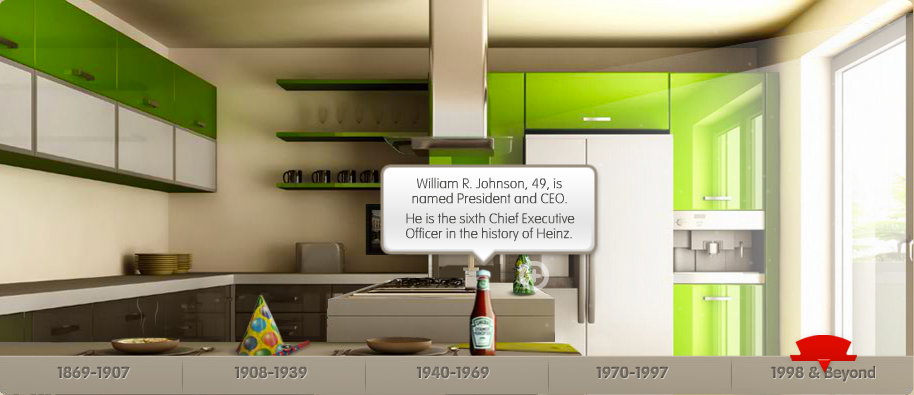 William R. Johnson, 49, is
named President and CEO.
He is the sixth Chief Executive
Officer in the history of Heinz.
1869-1907
1908-1939
1940-1969
1970-1997
1998 & Beyond